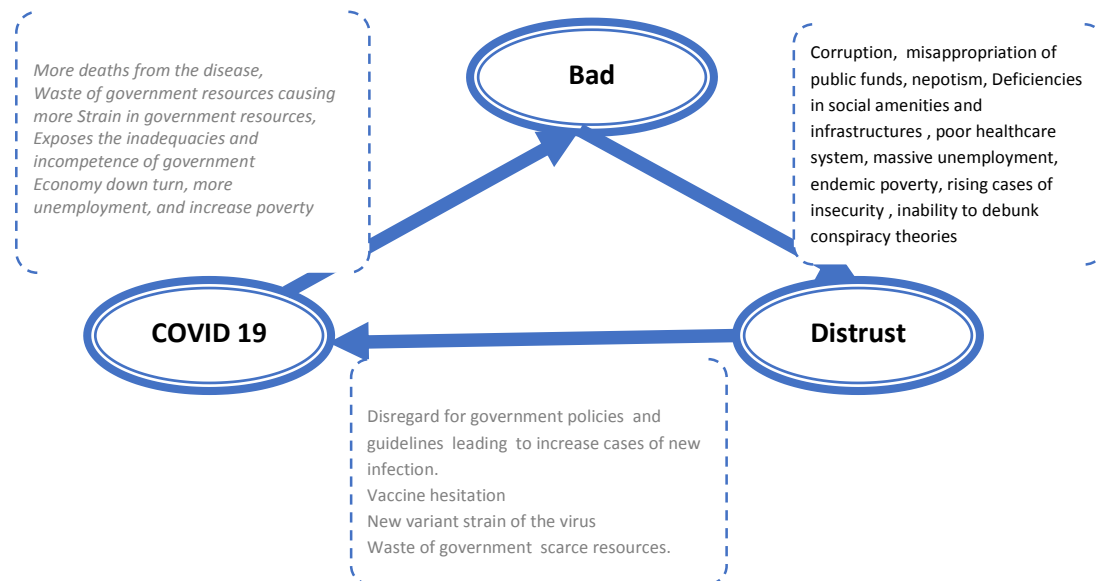 More deaths from the disease,
Waste of government resources causing
more Strain in government resources,
Exposes the inadequacies and
incompetence of government
Economy down turn, more
unemployment, and increase poverty
Bad
Corruption, misappropriation of
public funds, nepotism, Deficiencies
in social amenities and
infrastructures , poor healthcare
system, massive unemployment,
endemic poverty, rising cases of
insecurity , inability to debunk
conspiracy theories
COVID 19
Distrust
Disregard for government policies and
guidelines leading to increase cases of new
infection.
Vaccine hesitation
New variant strain of the virus
Waste of government scarce resources.